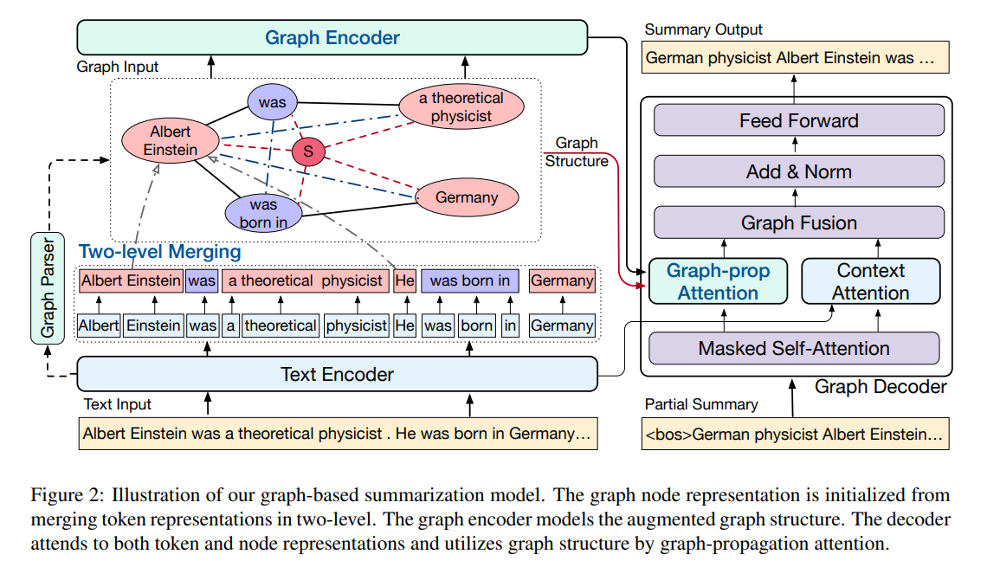 Graph Encoder
Graph Input
was
a theoretical
physicist
Albert
Einstein
S
was
born in
Germany
Graph
Structure
Graph Parser
Two-level Merging
Albert Einstein was a theoretical physicist He was born in Germany
Albert Einstein was a theoretical physicist He was born in Germany
Text Encoder
Text Input
Albert Einstein was a theoretical physicist . He was born in Germany…
Summary Output
German physicist Albert Einstein was …
Feed Forward
Add & Norm
Graph Fusion
Graph-prop
Attention
Context
Attention
Masked Self-Attention
Graph Decoder
Partial Summary
<bos>German physicist Albert Einstein…
Figure 2: Illustration of our graph-based summarization model. The graph node representation is initialized from
merging token representations in two-level. The graph encoder models the augmented graph structure. The decoder
attends to both token and node representations and utilizes graph structure by graph-propagation attention.